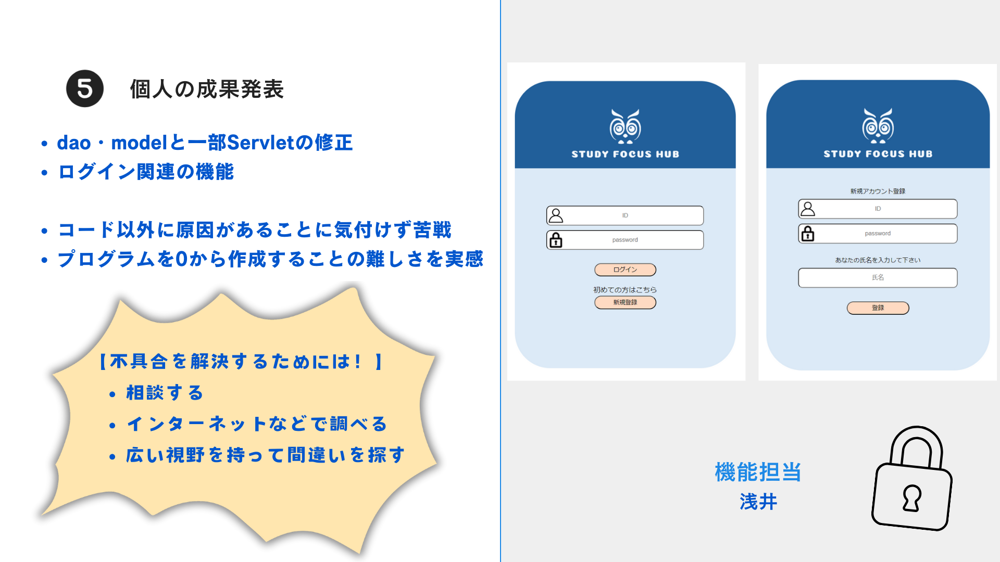 5 個人の成果発表
• dao・modelと一部Servletの修正
• ログイン関連の機能
• コード以外に原因があることに気付けず苦戦
• プログラムを0から作成することの難しさを実感
【不具合を解決するためには！】
• 相談する
• インターネットなどで調べる
• 広い視野を持って間違いを探す
STUDY FOCUS HUB
ID
password
ログイン
初めての方はこちら
新規登録
STUDY FOCUS HUB
新規アカウント登録
ID
password
あなたの氏名を入力して下さい
氏名
登録
機能担当
浅井